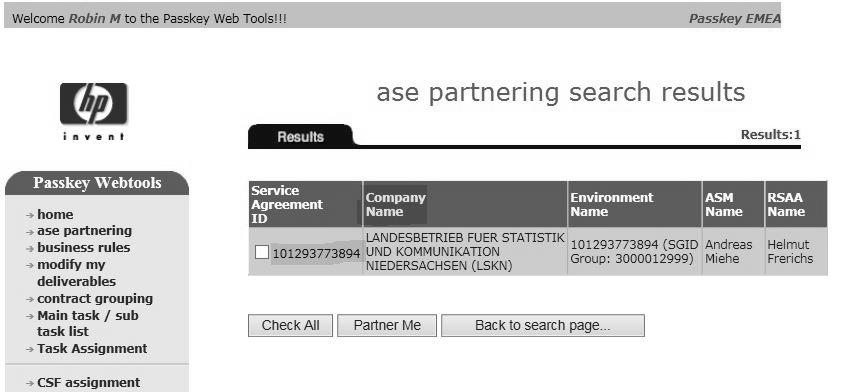 Welcome Robin M to the Passkey Web Tools!!!
Passkey EMEA
hp
invent
ase partnering search results
Results
Results:1
Passkey Webtools
home
ase partnering
business rules
modify my
deliverables
contract grouping
Main task / sub
task list
Task Assignment
CSF assignment
Service
Agreement
ID
Company
Name
Environment
Name
ASM
Name
RSAA
Name
101293773894
LANDESBETRIEB FUER STATISTIK
UND KOMMUNIKATION
NIEDERSACHSEN (LSKN)
101293773894 (SGID
Group: 3000012999)
Andreas
Miehe
Helmut
Frerichs
Check All
Partner Me
Back to search page...